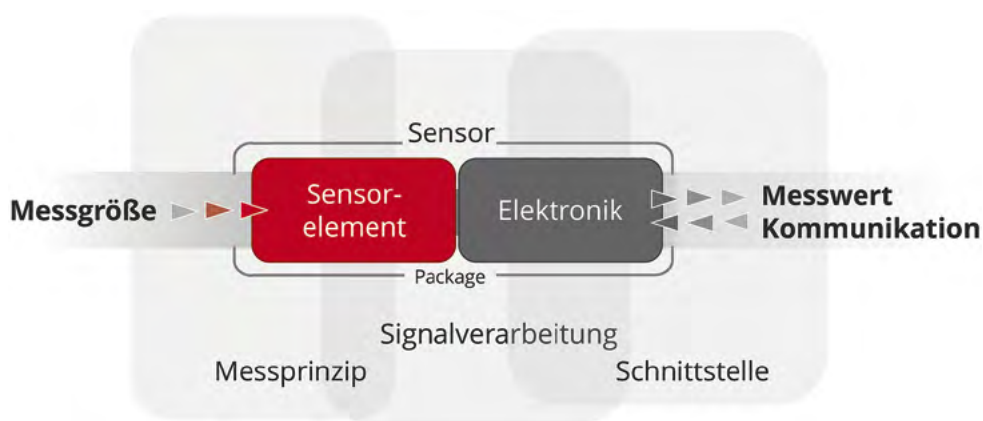 Sensor
Messgröße
Sensor-
element
Elektronik
Messwert
Kommunikation
Package
Signalverarbeitung
Messprinzip
Schnittstelle